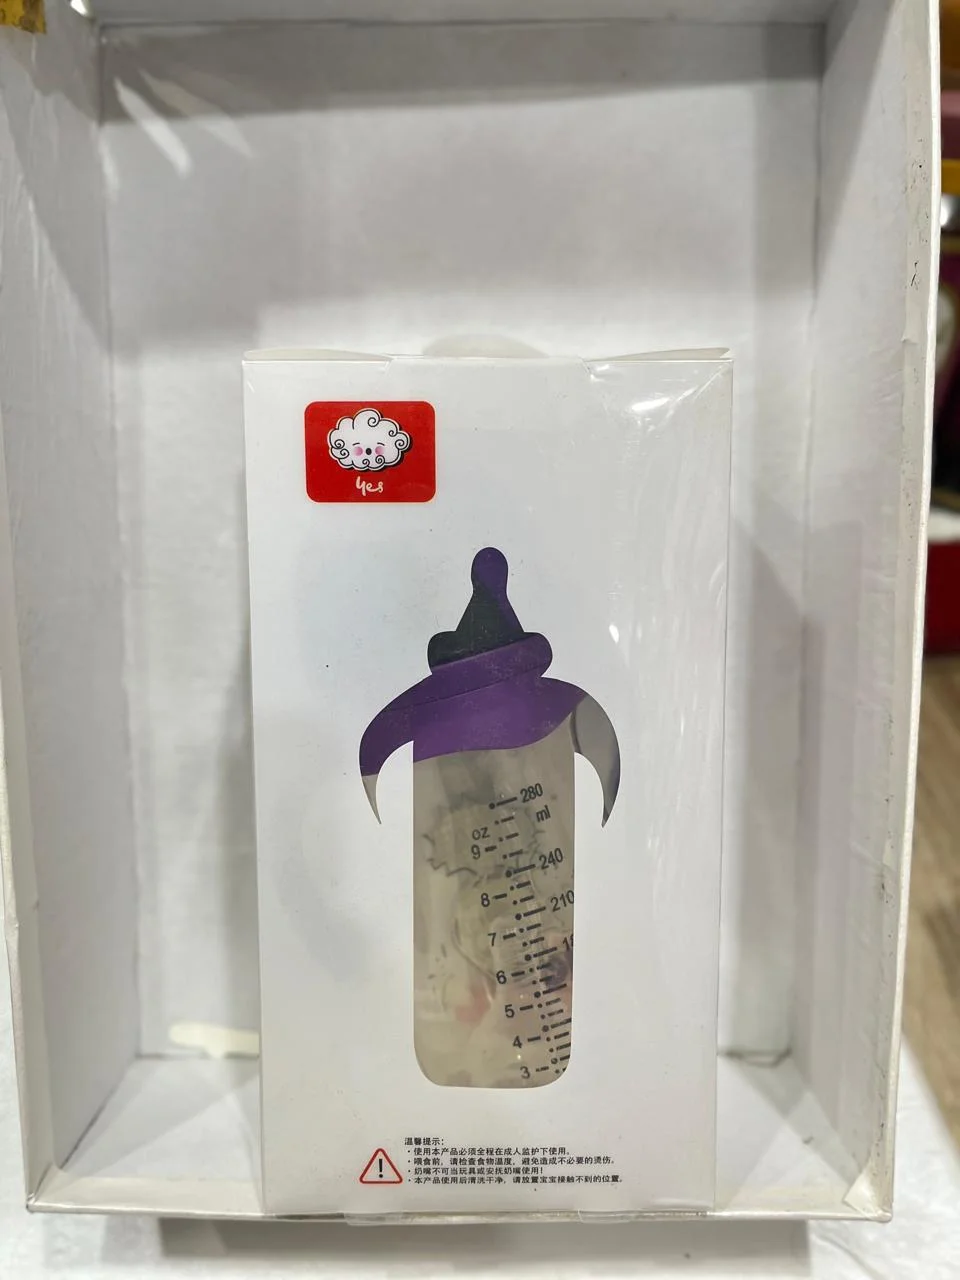 yes
280
ml
oz
9
240
8
210
7
18
6
5
4
3
温馨提示：
·使用本产品必须全程在成人监护下使用。
·喂食前，请检查食物温度，避免造成不必要的烫伤。
·奶嘴不可当玩具或安抚奶嘴使用！
·本产品使用后清洗干净，请放置宝宝接触不到的位置。